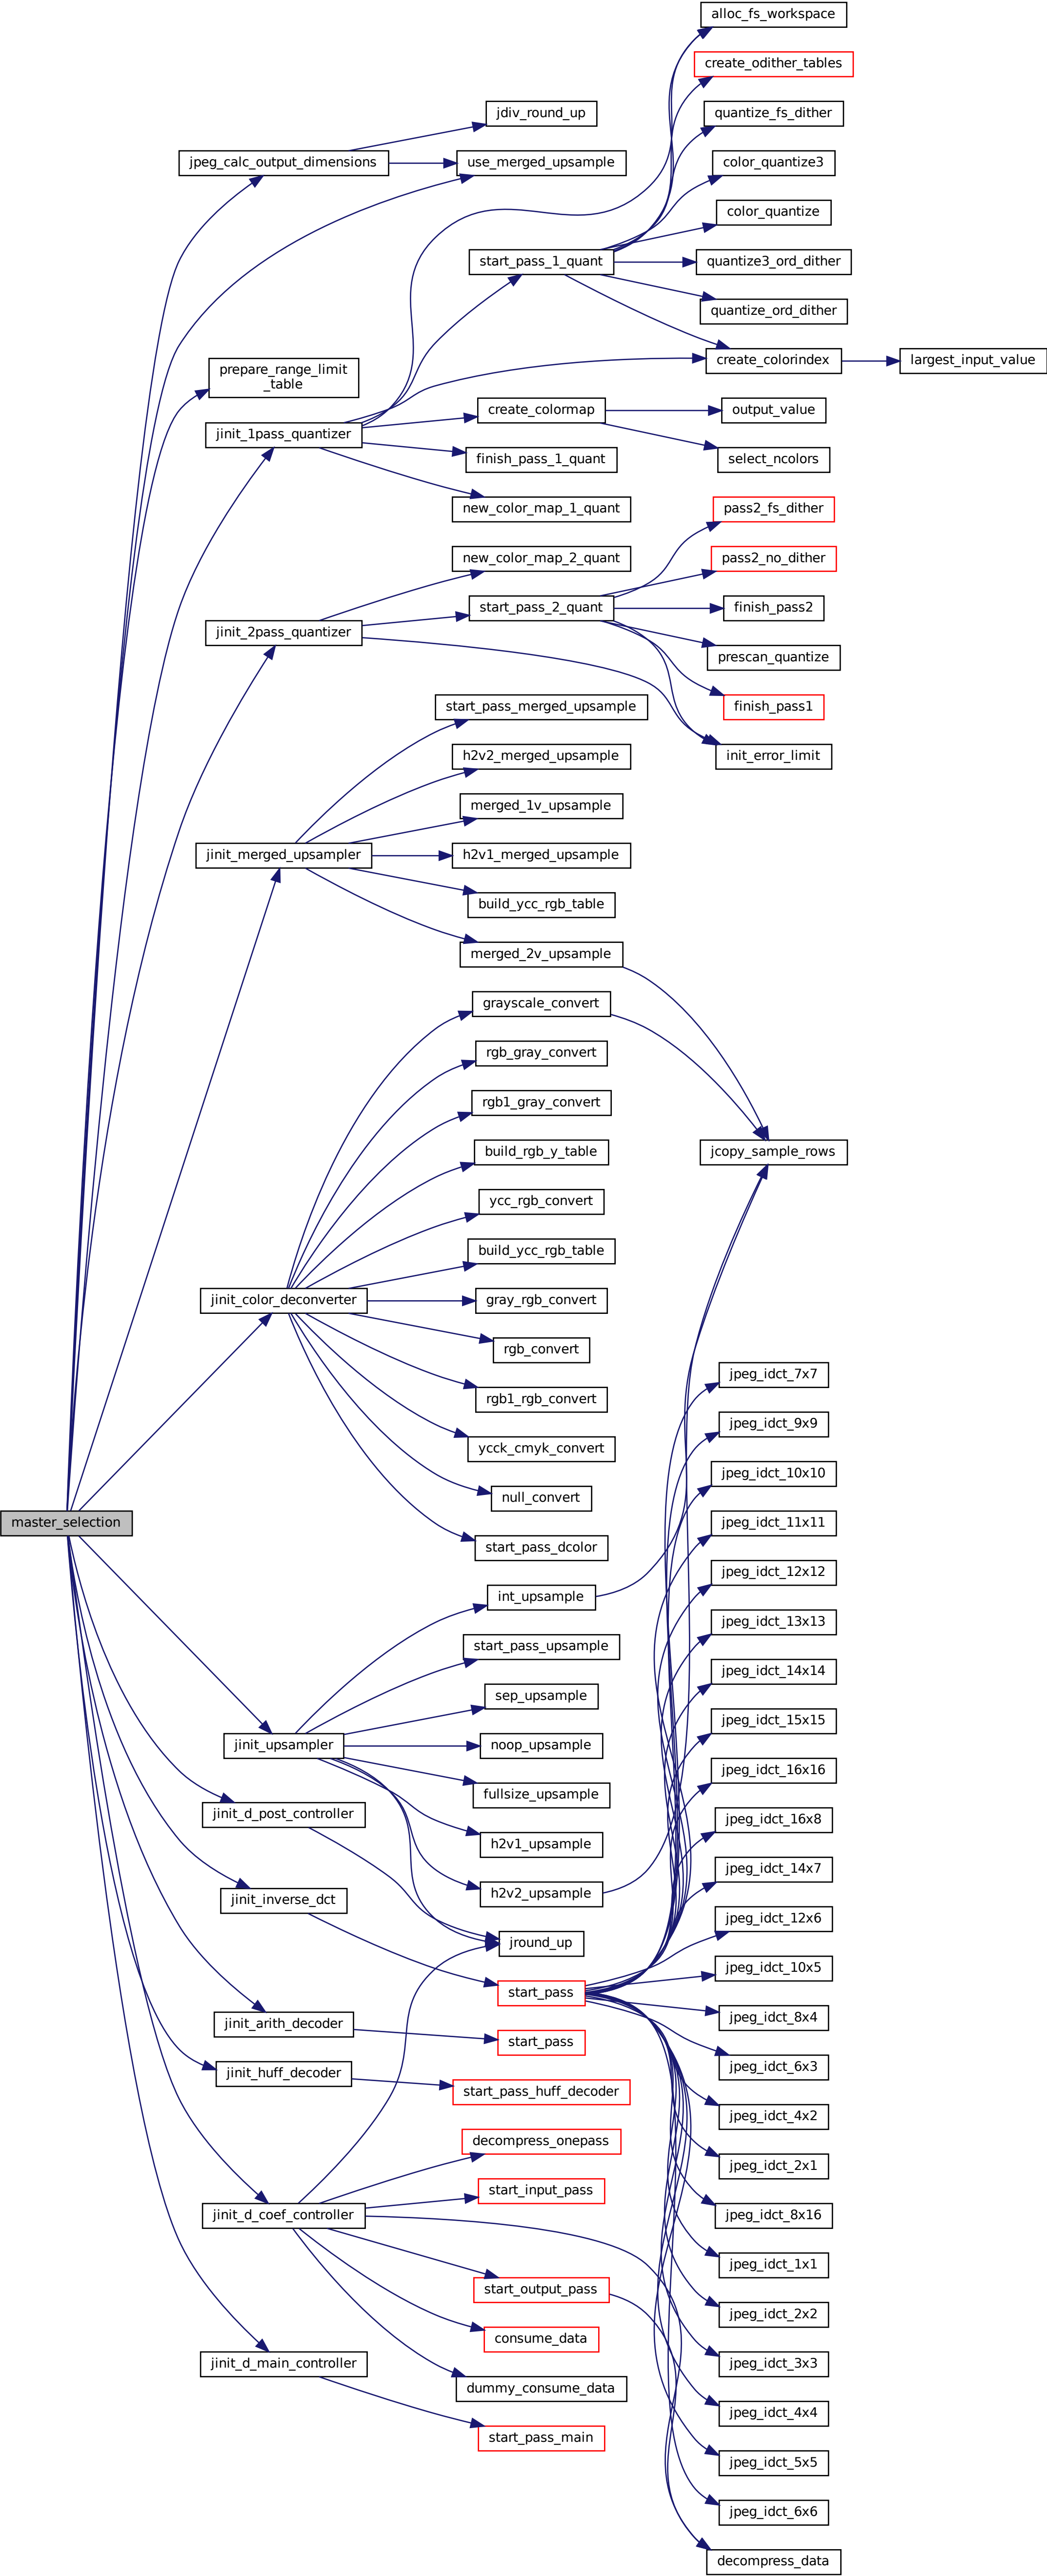 master_selection
jpeg_calc_output_dimensions
prepare_range_limit
_table
jinit_1pass_quantizer
jinit_2pass_quantizer
jinit_merged_upsampler
jinit_color_deconverter
jinit_upsampler
jinit_d_post_controller
jinit_inverse_dct
jinit_arith_decoder
jinit_huff_decoder
jinit_d_coef_controller
jinit_d_main_controller
jdiv_round_up
use_merged_upsample
start_pass_1_quant
create_colormap
finish_pass_1_quant
new_color_map_1_quant
new_color_map_2_quant
start_pass_2_quant
start_pass_merged_upsample
h2v2_merged_upsample
merged_1v_upsample
h2v1_merged_upsample
build_ycc_rgb_table
merged_2v_upsample
grayscale_convert
rgb_gray_convert
rgb1_gray_convert
build_rgb_y_table
ycc_rgb_convert
build_ycc_rgb_table
gray_rgb_convert
rgb_convert
rgb1_rgb_convert
ycck_cmyk_convert
null_convert
start_pass_dcolor
int_upsample
start_pass_upsample
sep_upsample
noop_upsample
fullsize_upsample
h2v1_upsample
h2v2_upsample
jround_up
start_pass
start_pass
start_pass_huff_decoder
decompress_onepass
start_input_pass
start_output_pass
consume_data
dummy_consume_data
start_pass_main
alloc_fs_workspace
create_odither_tables
quantize_fs_dither
color_quantize3
color_quantize
quantize3_ord_dither
quantize_ord_dither
create_colorindex
output_value
select_ncolors
pass2_fs_dither
pass2_no_dither
finish_pass2
prescan_quantize
finish_pass1
init_error_limit
jcopy_sample_rows
jpeg_idct_7x7
jpeg_idct_9x9
jpeg_idct_10x10
jpeg_idct_11x11
jpeg_idct_12x12
jpeg_idct_13x13
jpeg_idct_14x14
jpeg_idct_15x15
jpeg_idct_16x16
jpeg_idct_16x8
jpeg_idct_14x7
jpeg_idct_12x6
jpeg_idct_10x5
jpeg_idct_8x4
jpeg_idct_6x3
jpeg_idct_4x2
jpeg_idct_2x1
jpeg_idct_8x16
jpeg_idct_1x1
jpeg_idct_2x2
jpeg_idct_3x3
jpeg_idct_4x4
jpeg_idct_5x5
jpeg_idct_6x6
decompress_data
largest_input_value